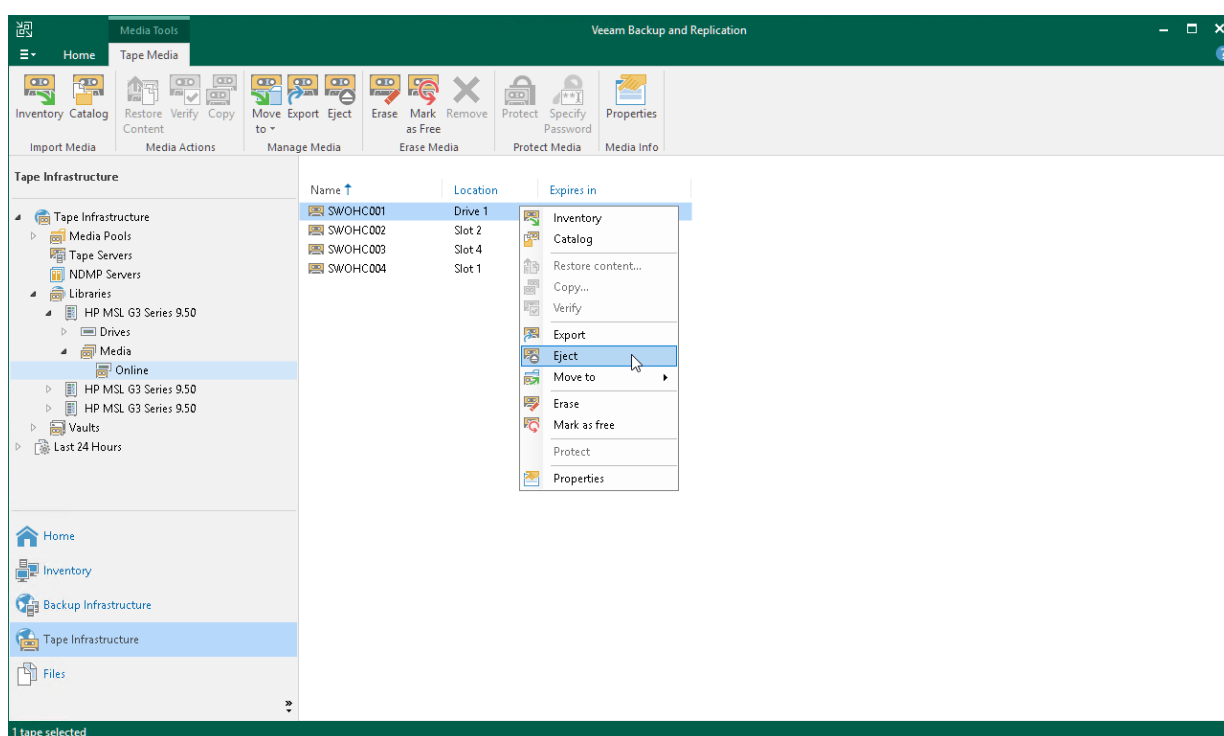 Media Tools
Veeam Backup and Replication
Home Tape Media
Inventory Catalog Restore Content Verify Copy Move to Export Eject Erase Mark as Free Remove Protect Specify Password Properties
Import Media Media Actions Manage Media Erase Media Protect Media Media Info
Tape Infrastructure
Tape Infrastructure
Media Pools
Tape Servers
NDMP Servers
Libraries
HP MSL G3 Series 9.50
Drives
Media
Online
HP MSL G3 Series 9.50
HP MSL G3 Series 9.50
Vaults
Last 24 Hours
Home
Inventory
Backup Infrastructure
Tape Infrastructure
Files
Name Location Expires in
SWOHC001 Drive 1
SWOHC002 Slot 2
SWOHC003 Slot 4
SWOHC004 Slot 1
Inventory
Catalog
Restore content...
Copy...
Verify
Export
Eject
Move to
Erase
Mark as free
Protect
Properties
1 tape selected